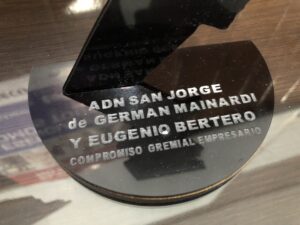 ADN SAN JORGE
de GERMAN MAINARDI
Y EUGENIO BERTERO
COMPROMISO GREMIAL EMPRESARIO